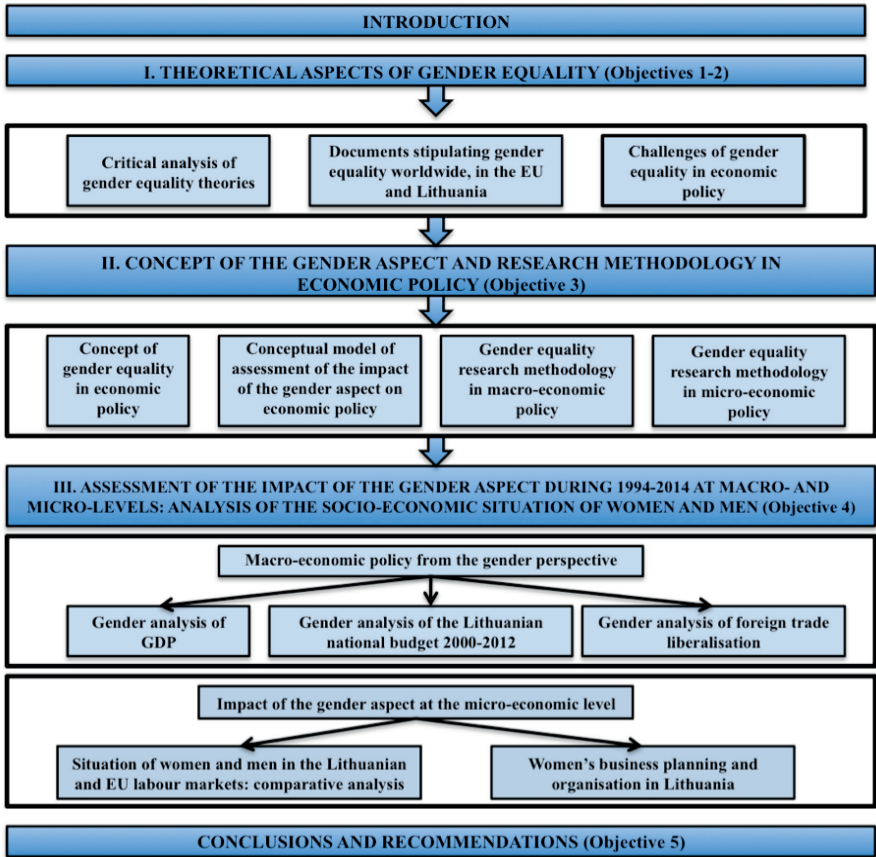 INTRODUCTION
I. THEORETICAL ASPECTS OF GENDER EQUALITY (Objectives 1-2)
Critical analysis of
gender equality theories
Documents stipulating gender
equality worldwide, in the EU
and Lithuania
Challenges of gender
equality in economic
policy
II. CONCEPT OF THE GENDER ASPECT AND RESEARCH METHODOLOGY IN
ECONOMIC POLICY (Objective 3)
Concept of
gender equality
in economic
policy
Conceptual model of
assessment of the impact
of the gender aspect on
economic policy
Gender equality
research methodology
in macro-economic
policy
Gender equality
research methodology
in micro-economic
policy
III. ASSESSMENT OF THE IMPACT OF THE GENDER ASPECT DURING 1994-2014 AT MACRO- AND
MICRO-LEVELS: ANALYSIS OF THE SOCIO-ECONOMIC SITUATION OF WOMEN AND MEN (Objective 4)
Macro-economic policy from the gender perspective
Gender analysis of
GDP
Gender analysis of the Lithuanian
national budget 2000-2012
Gender analysis of foreign trade
liberalisation
Impact of the gender aspect at the micro-economic level
Situation of women and men in the Lithuanian
and EU labour markets: comparative analysis
Women's business planning and
organisation in Lithuania
CONCLUSIONS AND RECOMMENDATIONS (Objective 5)